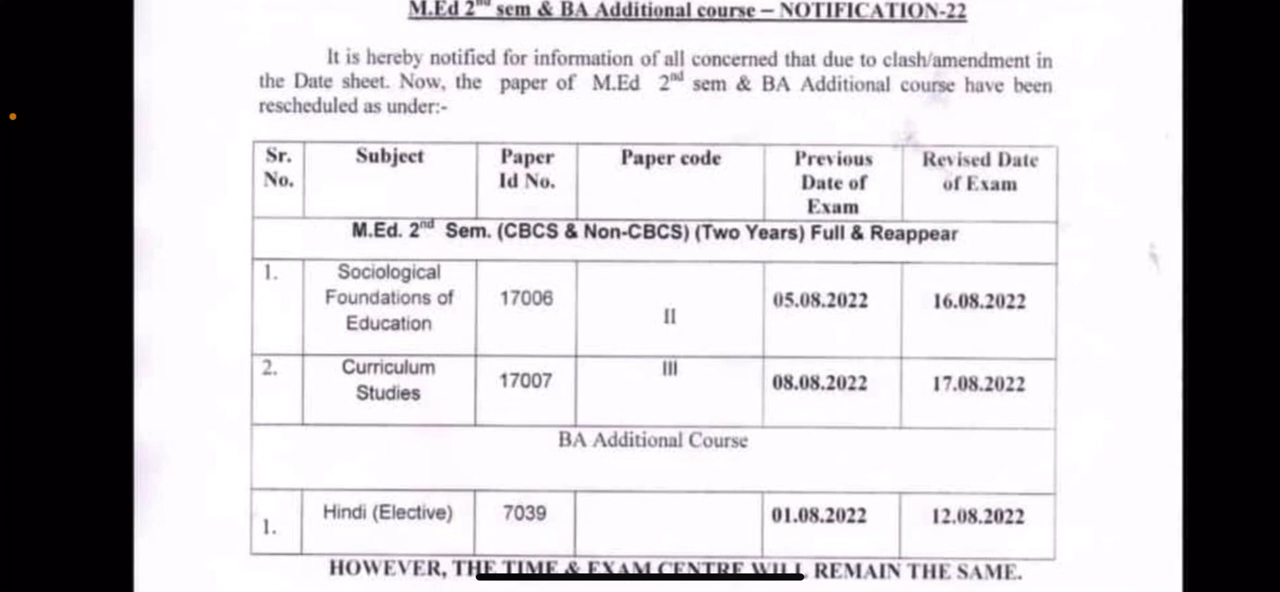 M.Ed 2nd sem & BA Additional course – NOTIFICATION-22
It is hereby notified for information of all concerned that due to clash/amendment in
the Date sheet. Now, the paper of M.Ed 2nd sem & BA Additional course have been
rescheduled as under:-
Sr. No. Subject Paper Id No. Paper code Previous Date of Exam Revised Date of Exam
M.Ed. 2nd Sem. (CBCS & Non-CBCS) (Two Years) Full & Reappear
1. Sociological Foundations of Education 17006 II 05.08.2022 16.08.2022
2. Curriculum Studies 17007 III 08.08.2022 17.08.2022
BA Additional Course
1. Hindi (Elective) 7039 01.08.2022 12.08.2022
HOWEVER, THE TIME & EXAM CENTRE WILL REMAIN THE SAME.